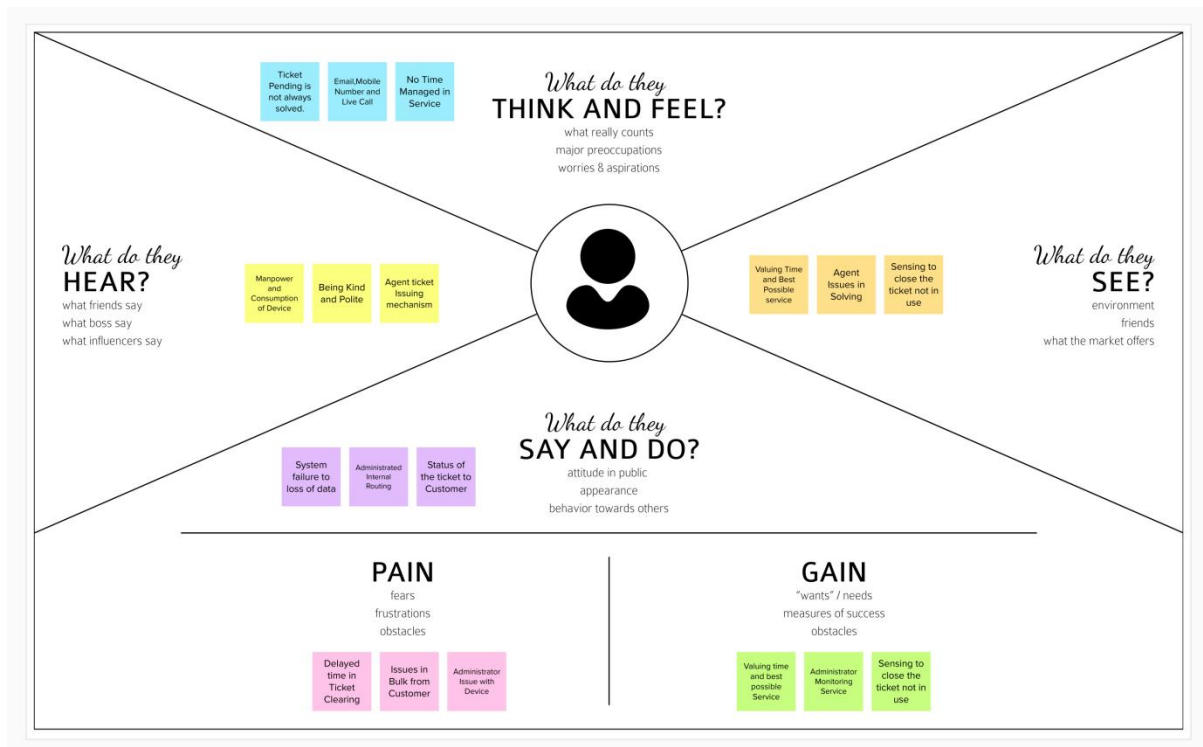 Ticket
Pending is
not always
solved.
Email,Mobile
Number and
Live Call
No Time
Managed in
Service
What do they
THINK AND FEEL?
what really counts
major preoccupations
worries & aspirations
What do they
HEAR?
what friends say
what boss say
what influencers say
Manpower
and
Consumption
of Device
Being Kind
and Polite
Agent ticket
Issuing
mechanism
Valuing Time
and Best
Possible
service
Agent
Issues in
Solving
Sensing to
close the
ticket not in
use
What do they
SEE?
environment
friends
what the market offers
What do they
SAY AND DO?
attitude in public
appearance
behavior towards others
System
failure to
loss of data
Administrated
Internal
Routing
Status of
the ticket to
Customer
PAIN
fears
frustrations
obstacles
Delayed
time in
Ticket
Clearing
Issues in
Bulk from
Customer
Administrator
Issue with
Device
GAIN
“wants” / needs
measures of success
obstacles
Valuing time
and best
possible
Service
Administrator
Monitoring
Service
Sensing to
close the
ticket not in
use